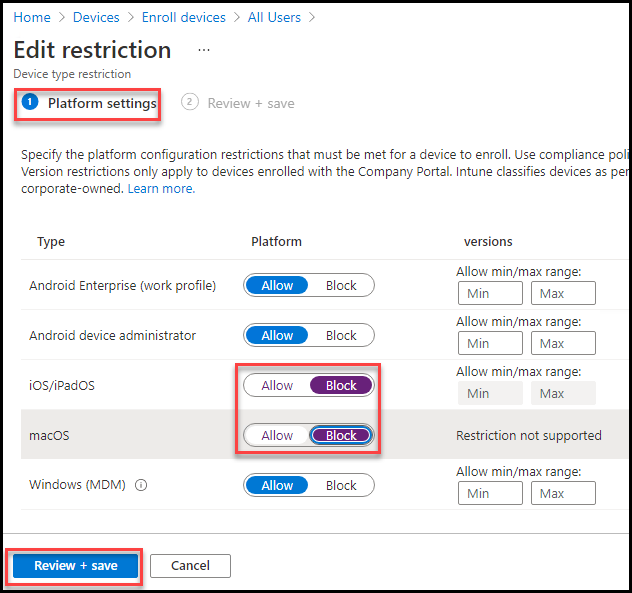 Home > Devices > Enroll devices > All Users >
Edit restriction ...
Device type restriction
1 Platform settings 2 Review + save
Specify the platform configuration restrictions that must be met for a device to enroll. Use compliance poli
Version restrictions only apply to devices enrolled with the Company Portal. Intune classifies devices as per
corporate-owned. Learn more.
Type Platform versions
Allow min/max range:
Android Enterprise (work profile) Allow Block Min Max
Allow min/max range:
Android device administrator Allow Block Min Max
Allow min/max range:
iOS/iPadOS Allow Block Min Max
macOS Allow Block Restriction not supported
Allow min/max range:
Windows (MDM) Allow Block Min Max
Review + save Cancel